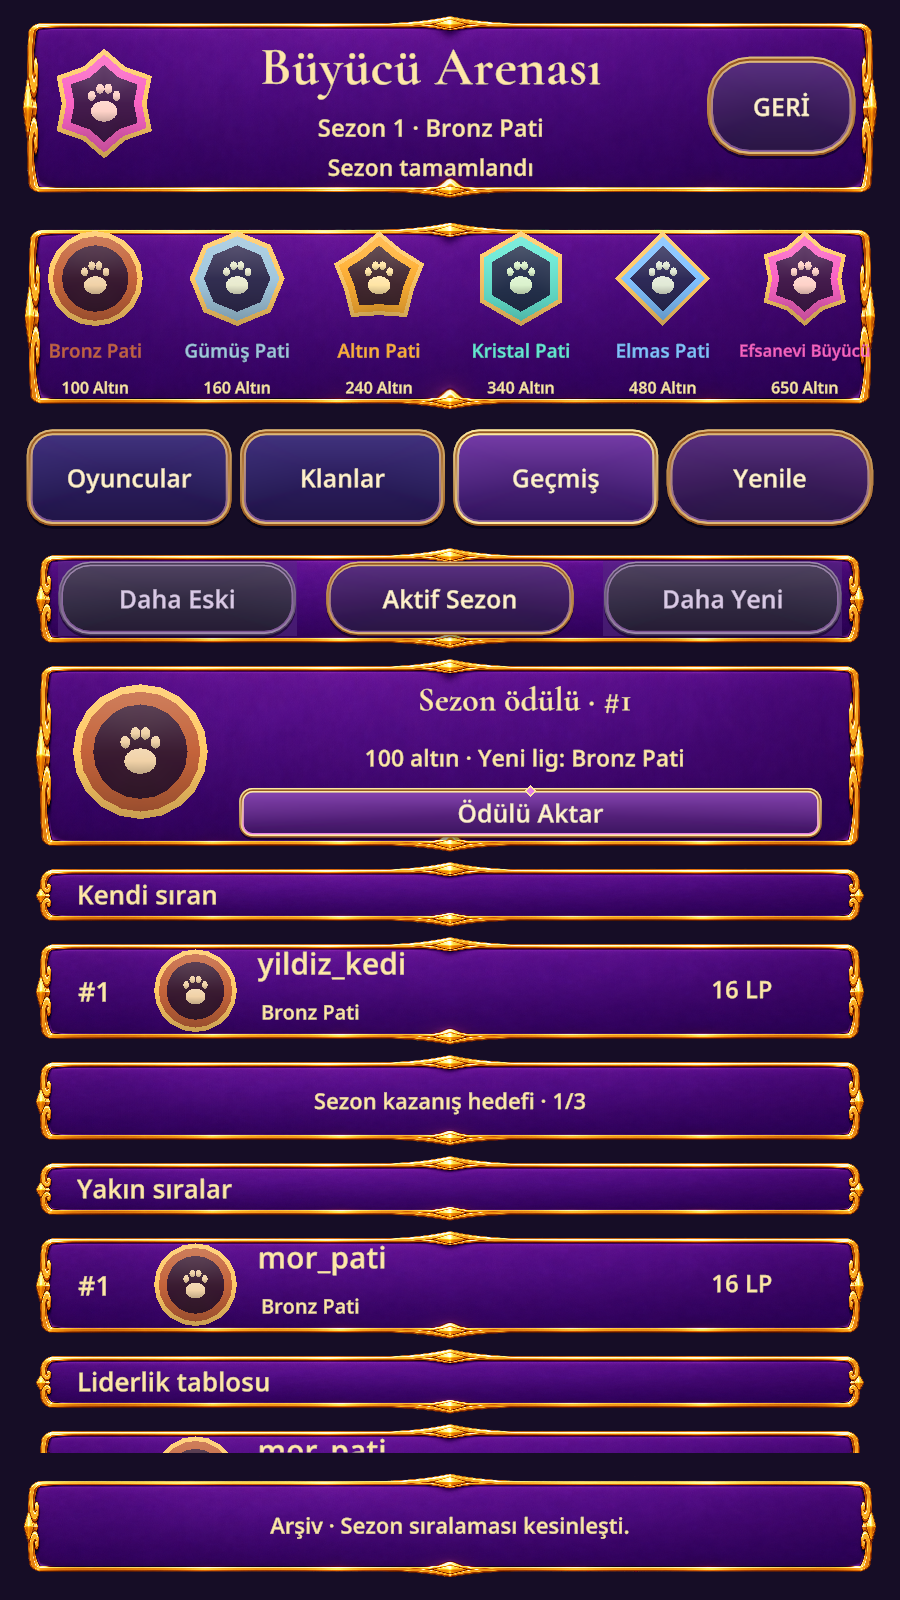 Büyücü Arenası
Sezon 1 · Bronz Pati
Sezon tamamlandı
GERİ
Bronz Pati
Gümüş Pati
Altın Pati
Kristal Pati
Elmas Pati
Efsanevi Büyücü
100 Altın
160 Altın
240 Altın
340 Altın
480 Altın
650 Altın
Oyuncular
Klanlar
Geçmiş
Yenile
Daha Eski
Aktif Sezon
Daha Yeni
Sezon ödülü · #1
100 altın · Yeni lig: Bronz Pati
Ödülü Aktar
Kendi sıran
#1
yildiz_kedi
Bronz Pati
16 LP
Sezon kazanış hedefi · 1/3
Yakın sıralar
#1
mor_pati
Bronz Pati
16 LP
Liderlik tablosu
mor_pati
Arşiv · Sezon sıralaması kesinleşti.